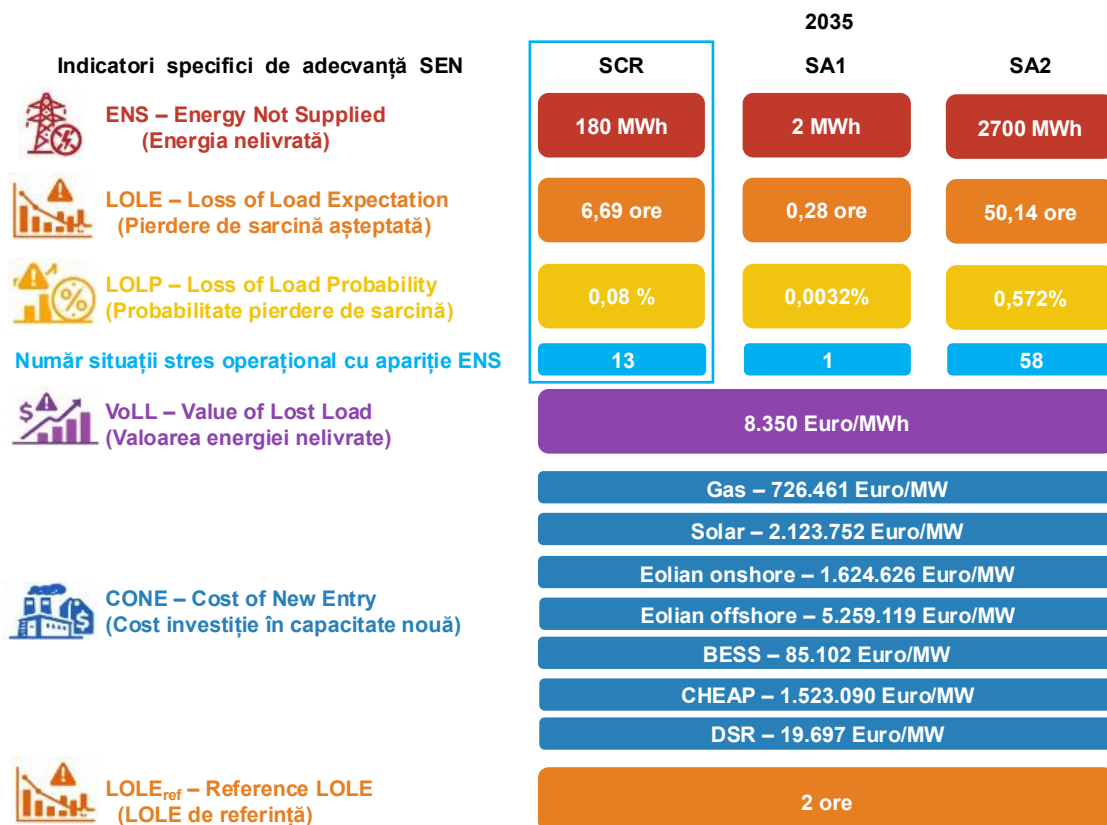 2035
Indicatori specifici de adecvanță SEN
SCR
SA1
SA2
ENS – Energy Not Supplied
(Energia nelivrată)
180 MWh
2 MWh
2700 MWh
LOLE – Loss of Load Expectation
(Pierdere de sarcină așteptată)
6,69 ore
0,28 ore
50,14 ore
LOLP – Loss of Load Probability
(Probabilitate pierdere de sarcină)
0,08 %
0,0032%
0,572%
Număr situații stres operațional cu apariție ENS
13
1
58
VoLL – Value of Lost Load
(Valoarea energiei nelivrate)
8.350 Euro/MWh
CONE – Cost of New Entry
(Cost investiție în capacitate nouă)
Gas – 726.461 Euro/MW
Solar – 2.123.752 Euro/MW
Eolian onshore – 1.624.626 Euro/MW
Eolian offshore – 5.259.119 Euro/MW
BESS – 85.102 Euro/MW
CHEAP – 1.523.090 Euro/MW
DSR – 19.697 Euro/MW
LOLEref – Reference LOLE
(LOLE de referință)
2 ore